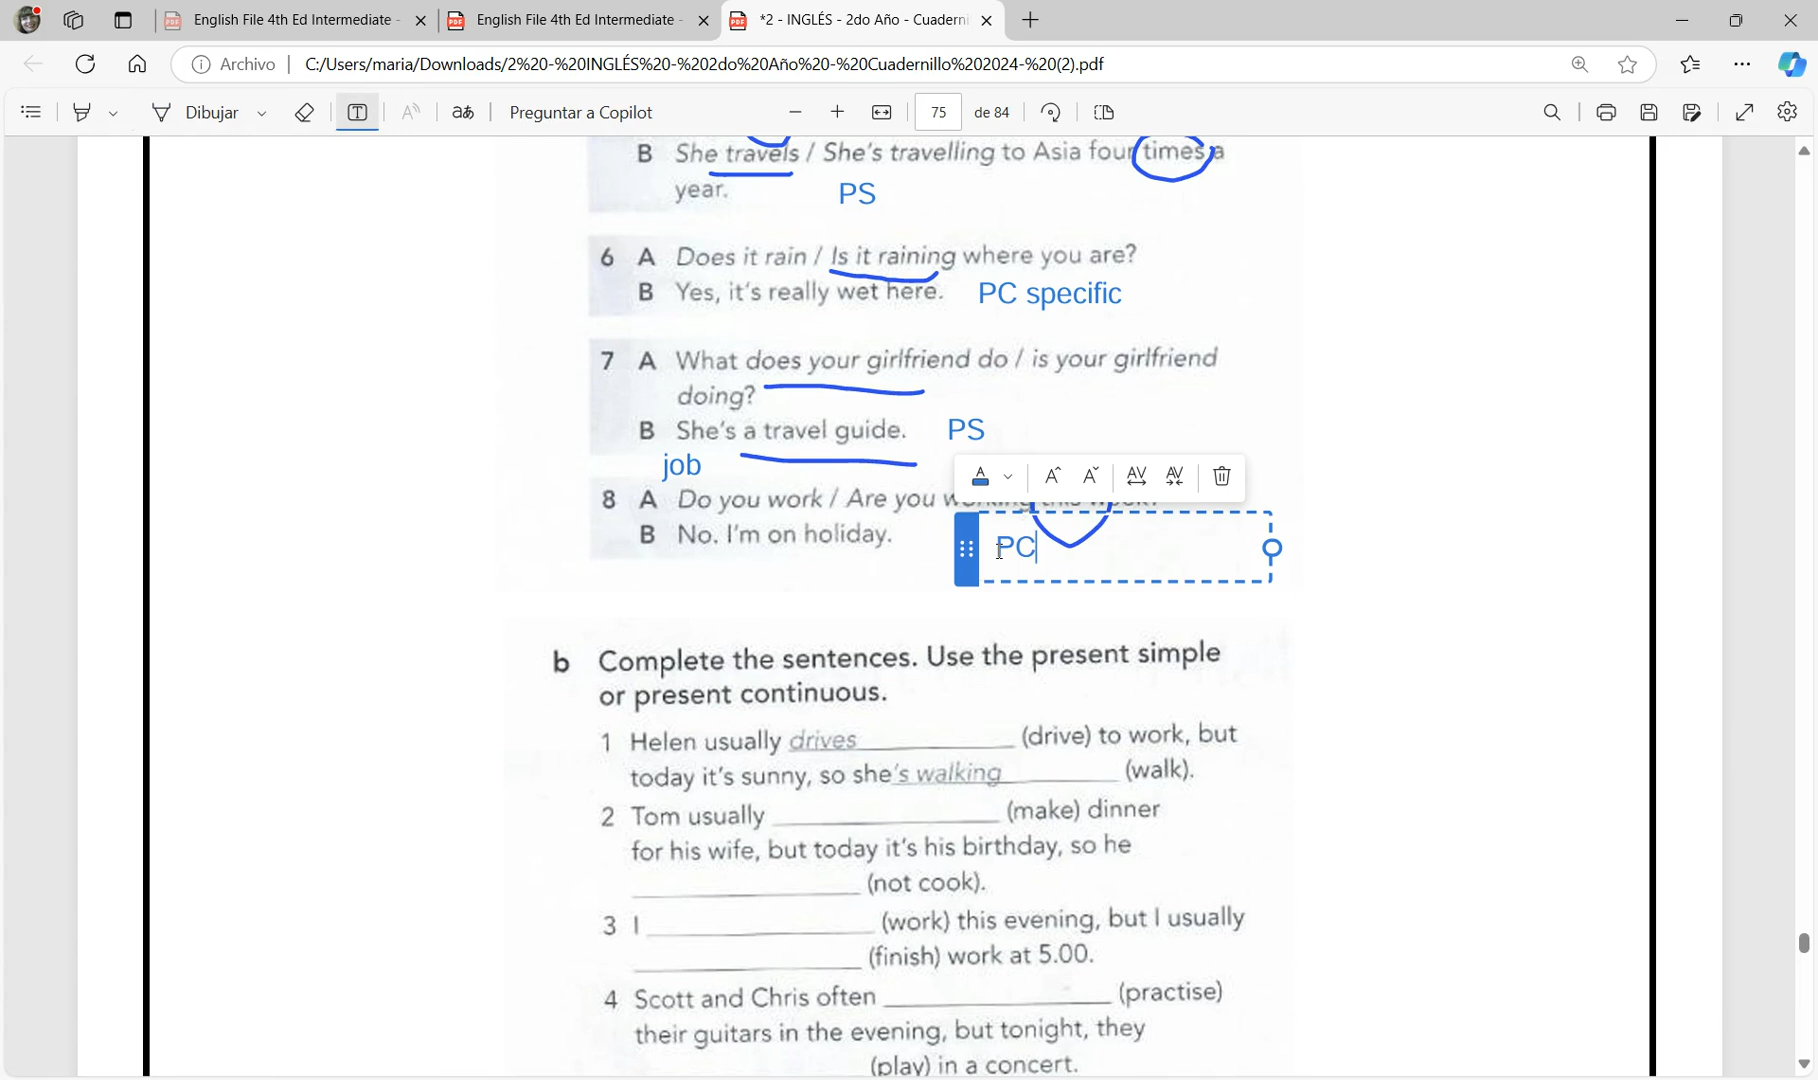 English File 4th Ed Intermediate -
English File 4th Ed Intermediate -
*2 - INGLÉS - 2do Año - Cuaderni
Archivo
C:/Users/maria/Downloads/2%20-%20INGLÉS%20-%202do%20Año%20-%20Cuadernillo%202024-%20(2).pdf
Dibujar
aあ
Preguntar a Copilot
75
de 84
B She travels / She's travelling to Asia four times a
year.
PS
6 A Does it rain / Is it raining where you are?
B Yes, it's really wet here.
PC specific
7 A What does your girlfriend do / is your girlfriend
doing?
B She's a travel guide.
PS
job
8 A Do you work / Are you
B No. I'm on holiday.
PC
b Complete the sentences. Use the present simple
or present continuous.
1 Helen usually drives (drive) to work, but
today it's sunny, so she's walking (walk).
2 Tom usually (make) dinner
for his wife, but today it's his birthday, so he
(not cook).
3 I (work) this evening, but I usually
(finish) work at 5.00.
4 Scott and Chris often (practise)
their guitars in the evening, but tonight, they
(play) in a concert.